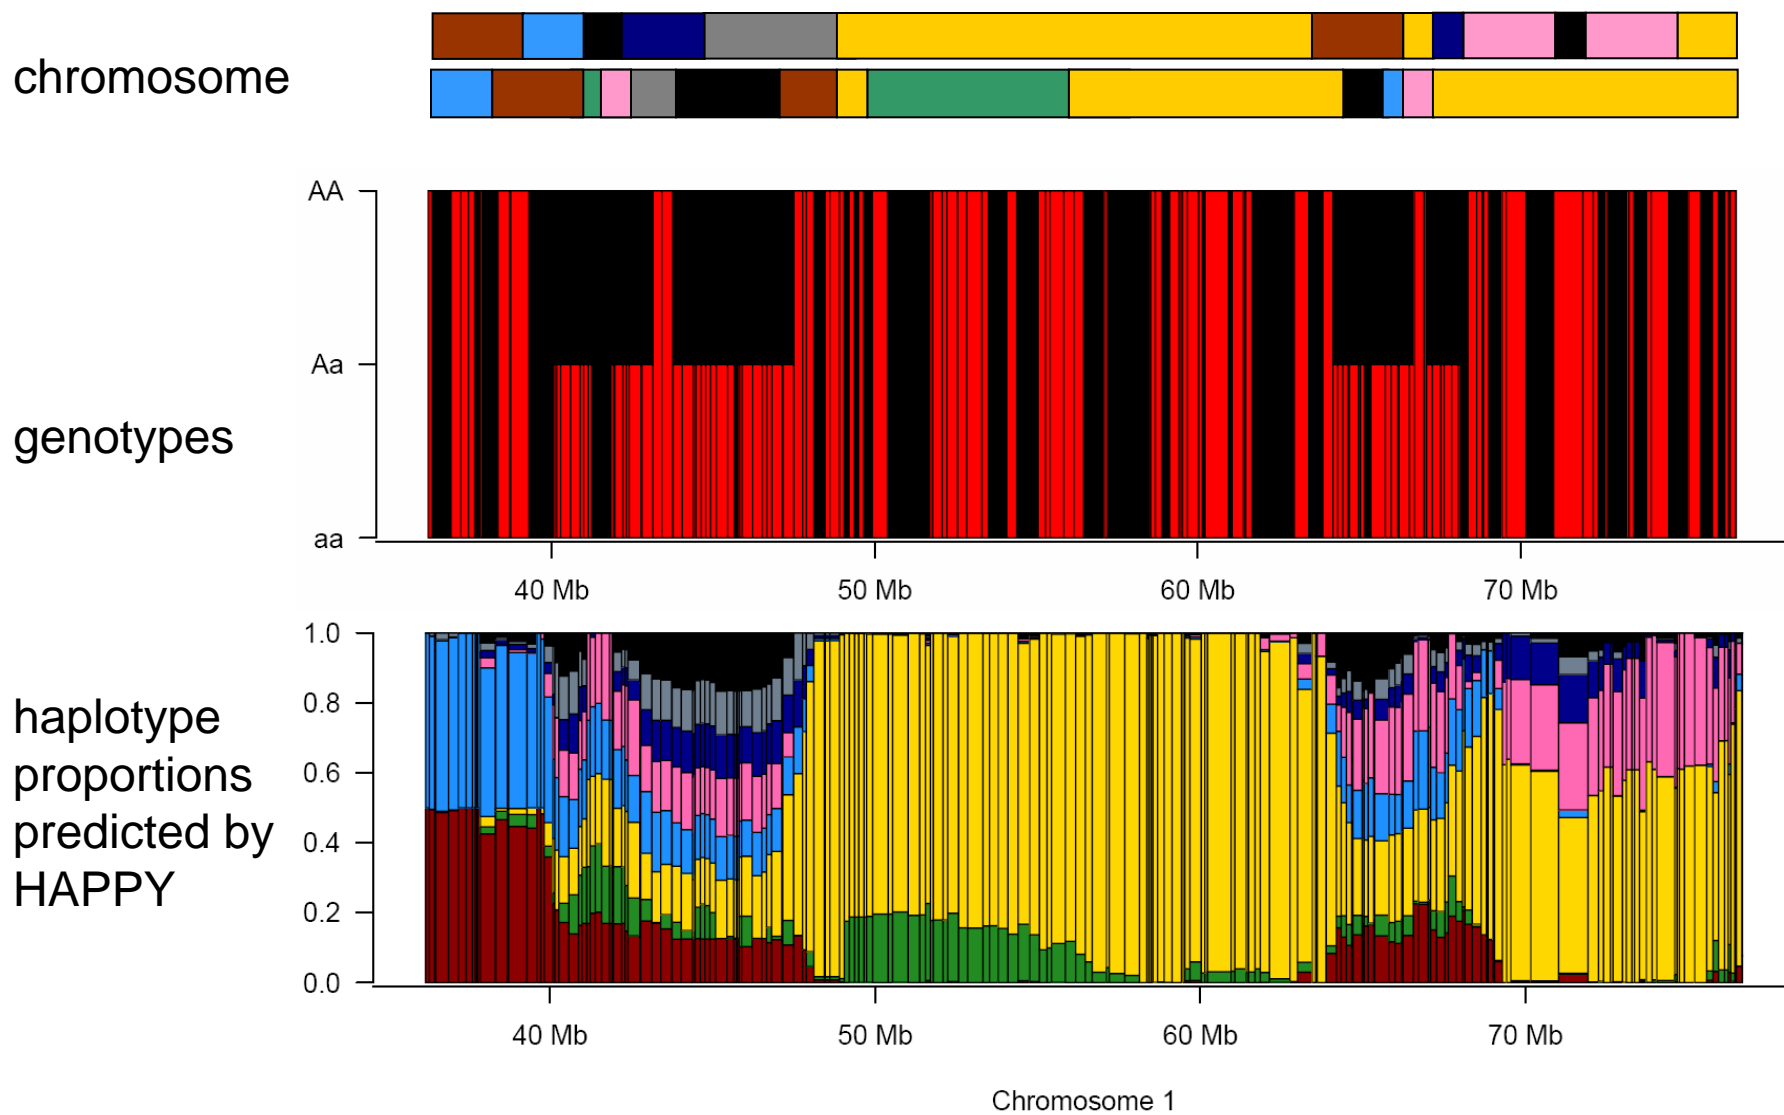 chromosome
AA
Aa
aa
genotypes
40 Mb 50 Mb 60 Mb 70 Mb
1.0
0.8
0.6
0.4
0.2
0.0
haplotype
proportions
predicted by
HAPPY
40 Mb 50 Mb 60 Mb 70 Mb
Chromosome 1